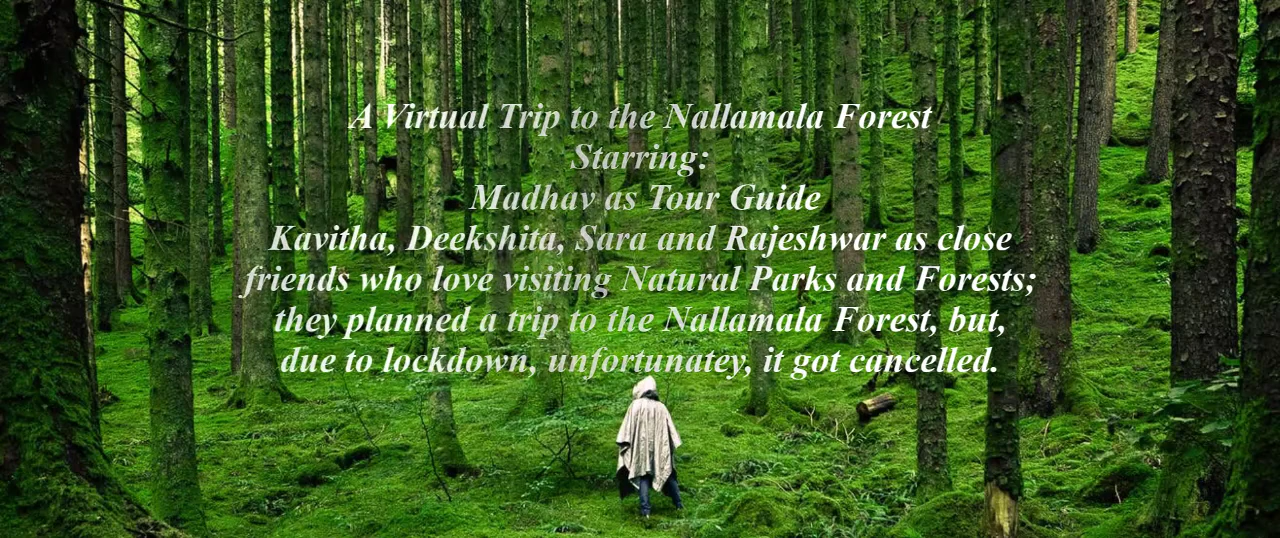 A Virtual Trip to the Nallamala Forest
Starring:
Madhav as Tour Guide
Kavitha, Deekshita, Sara and Rajeshwar as close
friends who love visiting Natural Parks and Forests;
they planned a trip to the Nallamala Forest, but,
due to lockdown, unfortunatey, it got cancelled.